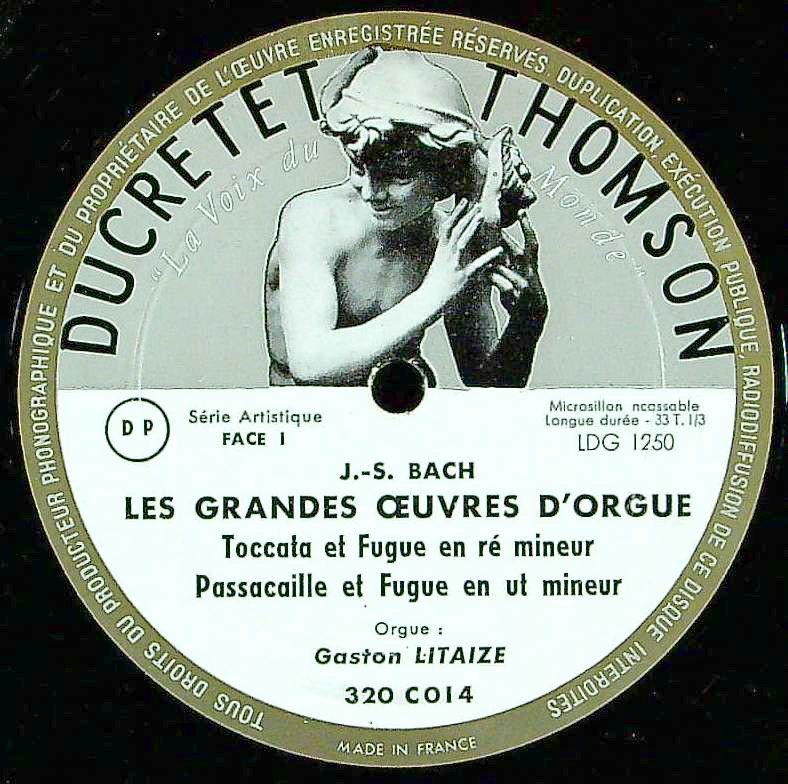 TOUS DROITS DU PRODUCTEUR PHONOGRAPHIQUE ET DU PROPRIÉTAIRE DE L'ŒUVRE ENREGISTRÉE RÉSERVÉS. DUPLICATION, EXÉCUTION PUBLIQUE, RADIODIFFUSION DE CE DISQUE INTERDITES
DUCRETET THOMSON
"La Voix du Monde"
D P
Série Artistique
FACE I
Microsillon ncassable
Longue durée - 33 T. 1/3
LDG 1250
J.-S. BACH
LES GRANDES ŒUVRES D'ORGUE
Toccata et Fugue en ré mineur
Passacaille et Fugue en ut mineur
Orgue :
Gaston LITAIZE
320 C014
MADE IN FRANCE